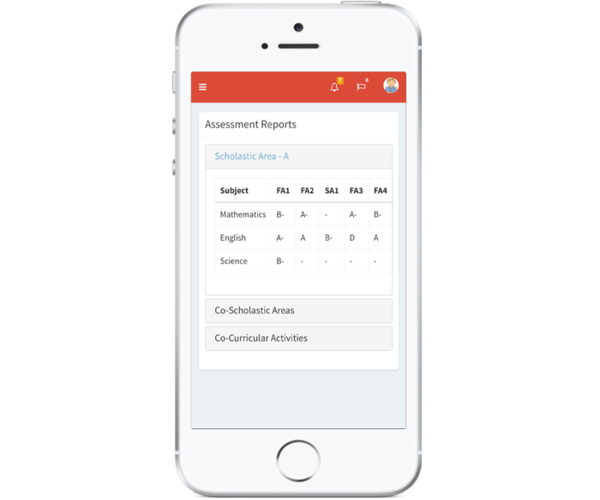 7 0
Assessment Reports
Scholastic Area - A
Subject FA1 FA2 SA1 FA3 FA4
Mathematics B- A- - A- B-
English A- A B- D A
Science B- - - - -
Co-Scholastic Areas
Co-Curricular Activities